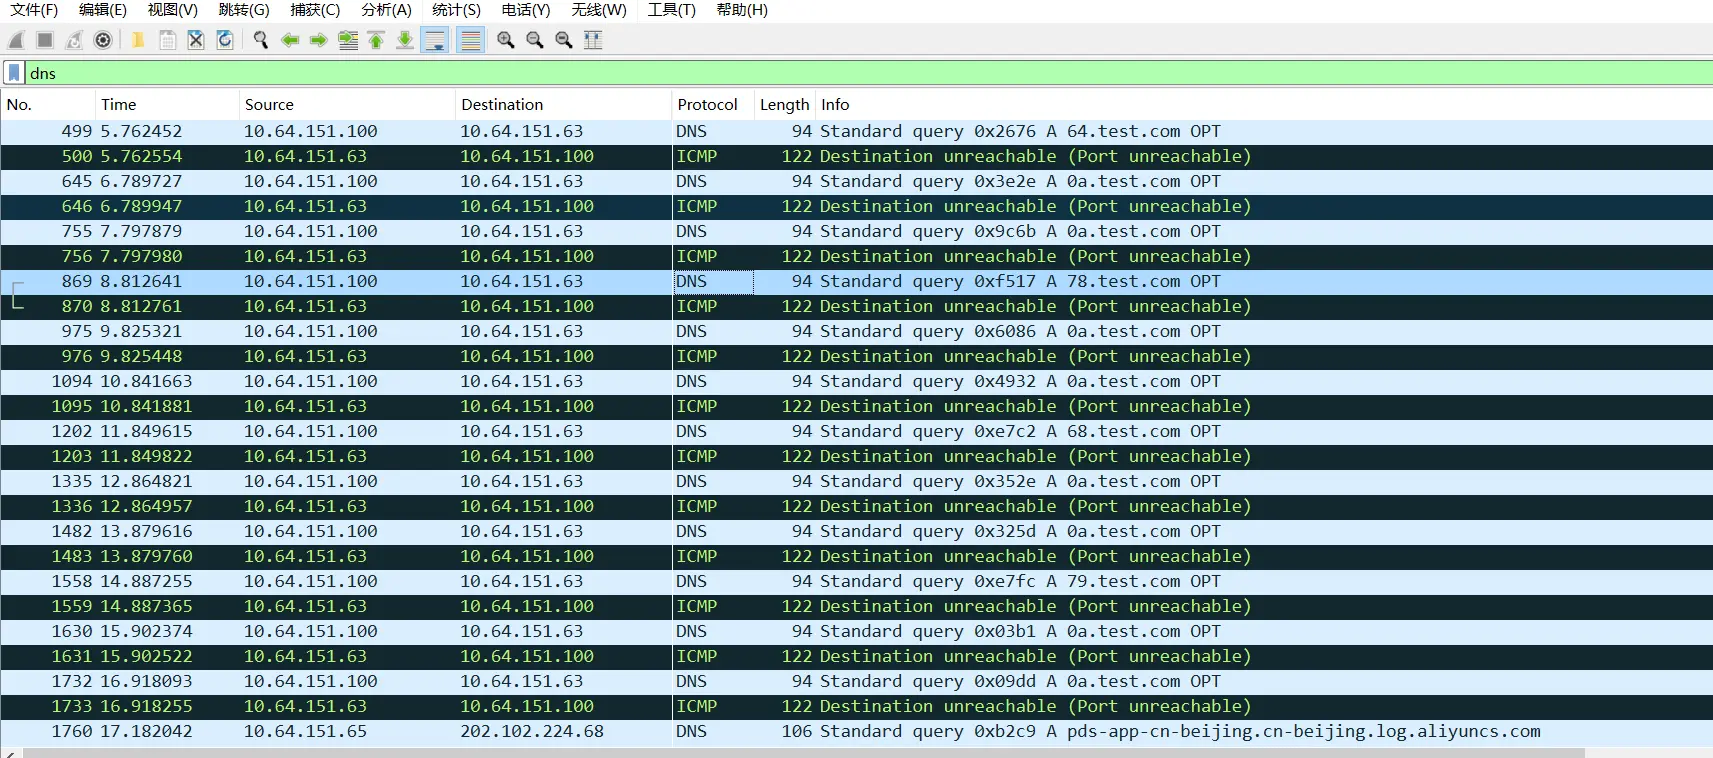 文件(F) 编辑(E) 视图(V) 跳转(G) 捕获(C) 分析(A) 统计(S) 电话(Y) 无线(W) 工具(T) 帮助(H)
dns
No. Time Source Destination Protocol Length Info
499 5.762452 10.64.151.100 10.64.151.63 DNS 94 Standard query 0x2676 A 64.test.com OPT
500 5.762554 10.64.151.63 10.64.151.100 ICMP 122 Destination unreachable (Port unreachable)
645 6.789727 10.64.151.100 10.64.151.63 DNS 94 Standard query 0x3e2e A 0a.test.com OPT
646 6.789947 10.64.151.63 10.64.151.100 ICMP 122 Destination unreachable (Port unreachable)
755 7.797879 10.64.151.100 10.64.151.63 DNS 94 Standard query 0x9c6b A 0a.test.com OPT
756 7.797980 10.64.151.63 10.64.151.100 ICMP 122 Destination unreachable (Port unreachable)
869 8.812641 10.64.151.100 10.64.151.63 DNS 94 Standard query 0xf517 A 78.test.com OPT
870 8.812761 10.64.151.63 10.64.151.100 ICMP 122 Destination unreachable (Port unreachable)
975 9.825321 10.64.151.100 10.64.151.63 DNS 94 Standard query 0x6086 A 0a.test.com OPT
976 9.825448 10.64.151.63 10.64.151.100 ICMP 122 Destination unreachable (Port unreachable)
1094 10.841663 10.64.151.100 10.64.151.63 DNS 94 Standard query 0x4932 A 0a.test.com OPT
1095 10.841881 10.64.151.63 10.64.151.100 ICMP 122 Destination unreachable (Port unreachable)
1202 11.849615 10.64.151.100 10.64.151.63 DNS 94 Standard query 0xe7c2 A 68.test.com OPT
1203 11.849822 10.64.151.63 10.64.151.100 ICMP 122 Destination unreachable (Port unreachable)
1335 12.864821 10.64.151.100 10.64.151.63 DNS 94 Standard query 0x352e A 0a.test.com OPT
1336 12.864957 10.64.151.63 10.64.151.100 ICMP 122 Destination unreachable (Port unreachable)
1482 13.879616 10.64.151.100 10.64.151.63 DNS 94 Standard query 0x325d A 0a.test.com OPT
1483 13.879760 10.64.151.63 10.64.151.100 ICMP 122 Destination unreachable (Port unreachable)
1558 14.887255 10.64.151.100 10.64.151.63 DNS 94 Standard query 0xe7fc A 79.test.com OPT
1559 14.887365 10.64.151.63 10.64.151.100 ICMP 122 Destination unreachable (Port unreachable)
1630 15.902374 10.64.151.100 10.64.151.63 DNS 94 Standard query 0x03b1 A 0a.test.com OPT
1631 15.902522 10.64.151.63 10.64.151.100 ICMP 122 Destination unreachable (Port unreachable)
1732 16.918093 10.64.151.100 10.64.151.63 DNS 94 Standard query 0x09dd A 0a.test.com OPT
1733 16.918255 10.64.151.63 10.64.151.100 ICMP 122 Destination unreachable (Port unreachable)
1760 17.182042 10.64.151.65 202.102.224.68 DNS 106 Standard query 0xb2c9 A pds-app-cn-beijing.cn-beijing.log.aliyuncs.com